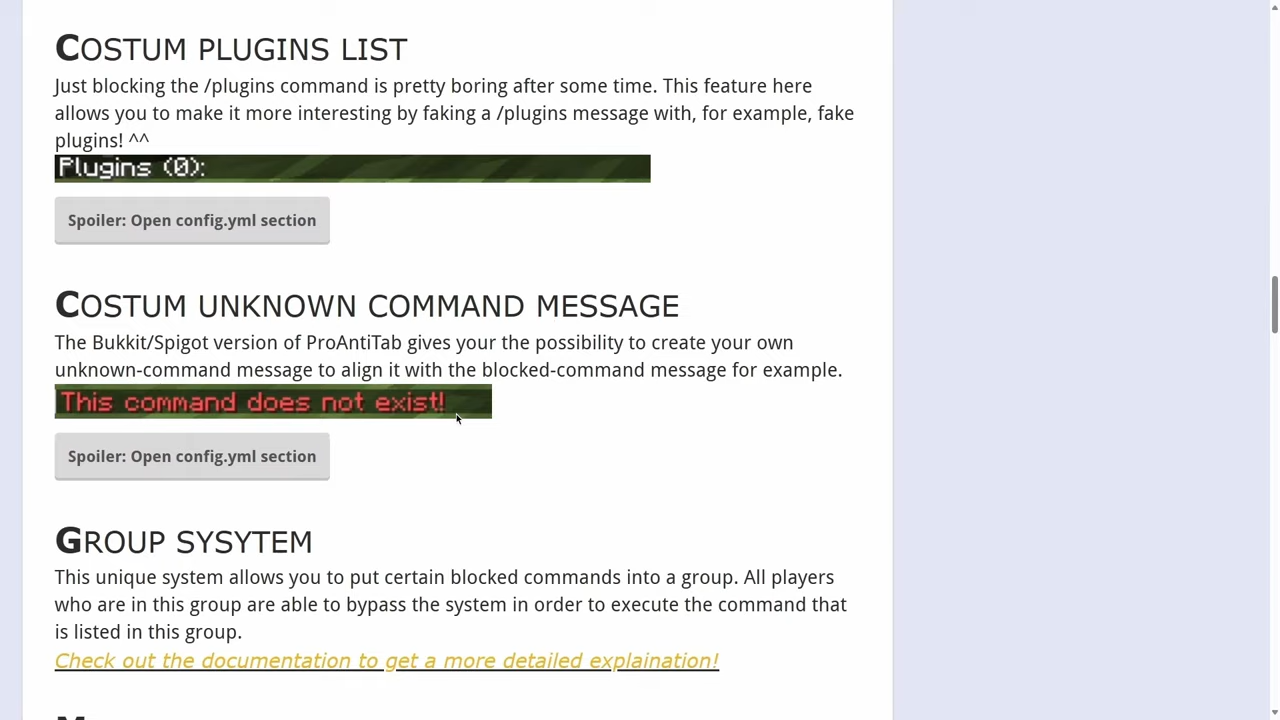 COSTUM PLUGINS LIST
Just blocking the /plugins command is pretty boring after some time. This feature here
allows you to make it more interesting by faking a /plugins message with, for example, fake
plugins! ^^
Plugins (0):
Spoiler: Open config.yml section
COSTUM UNKNOWN COMMAND MESSAGE
The Bukkit/Spigot version of ProAntiTab gives your the possibility to create your own
unknown-command message to align it with the blocked-command message for example.
This command does not exist!
Spoiler: Open config.yml section
GROUP SYSYTEM
This unique system allows you to put certain blocked commands into a group. All players
who are in this group are able to bypass the system in order to execute the command that
is listed in this group.
Check out the documentation to get a more detailed explaination!